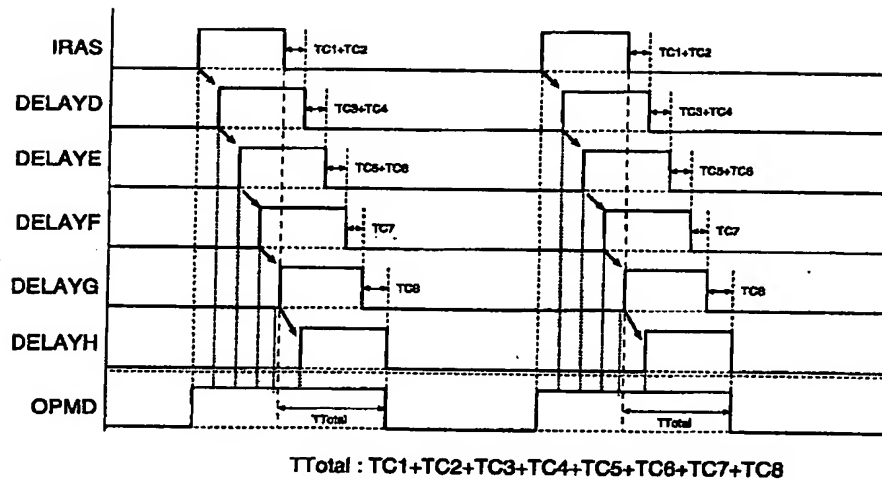 IRAS TC1+TC2 TC1+TC2
DELAYD TC3+TC4 TC3+TC4
DELAYE TC5+TC6 TC5+TC6
DELAYF TC7 TC7
DELAYG TC8 TC8
DELAYH
OPMD TTotal TTotal
TTotal : TC1+TC2+TC3+TC4+TC5+TC6+TC7+TC8